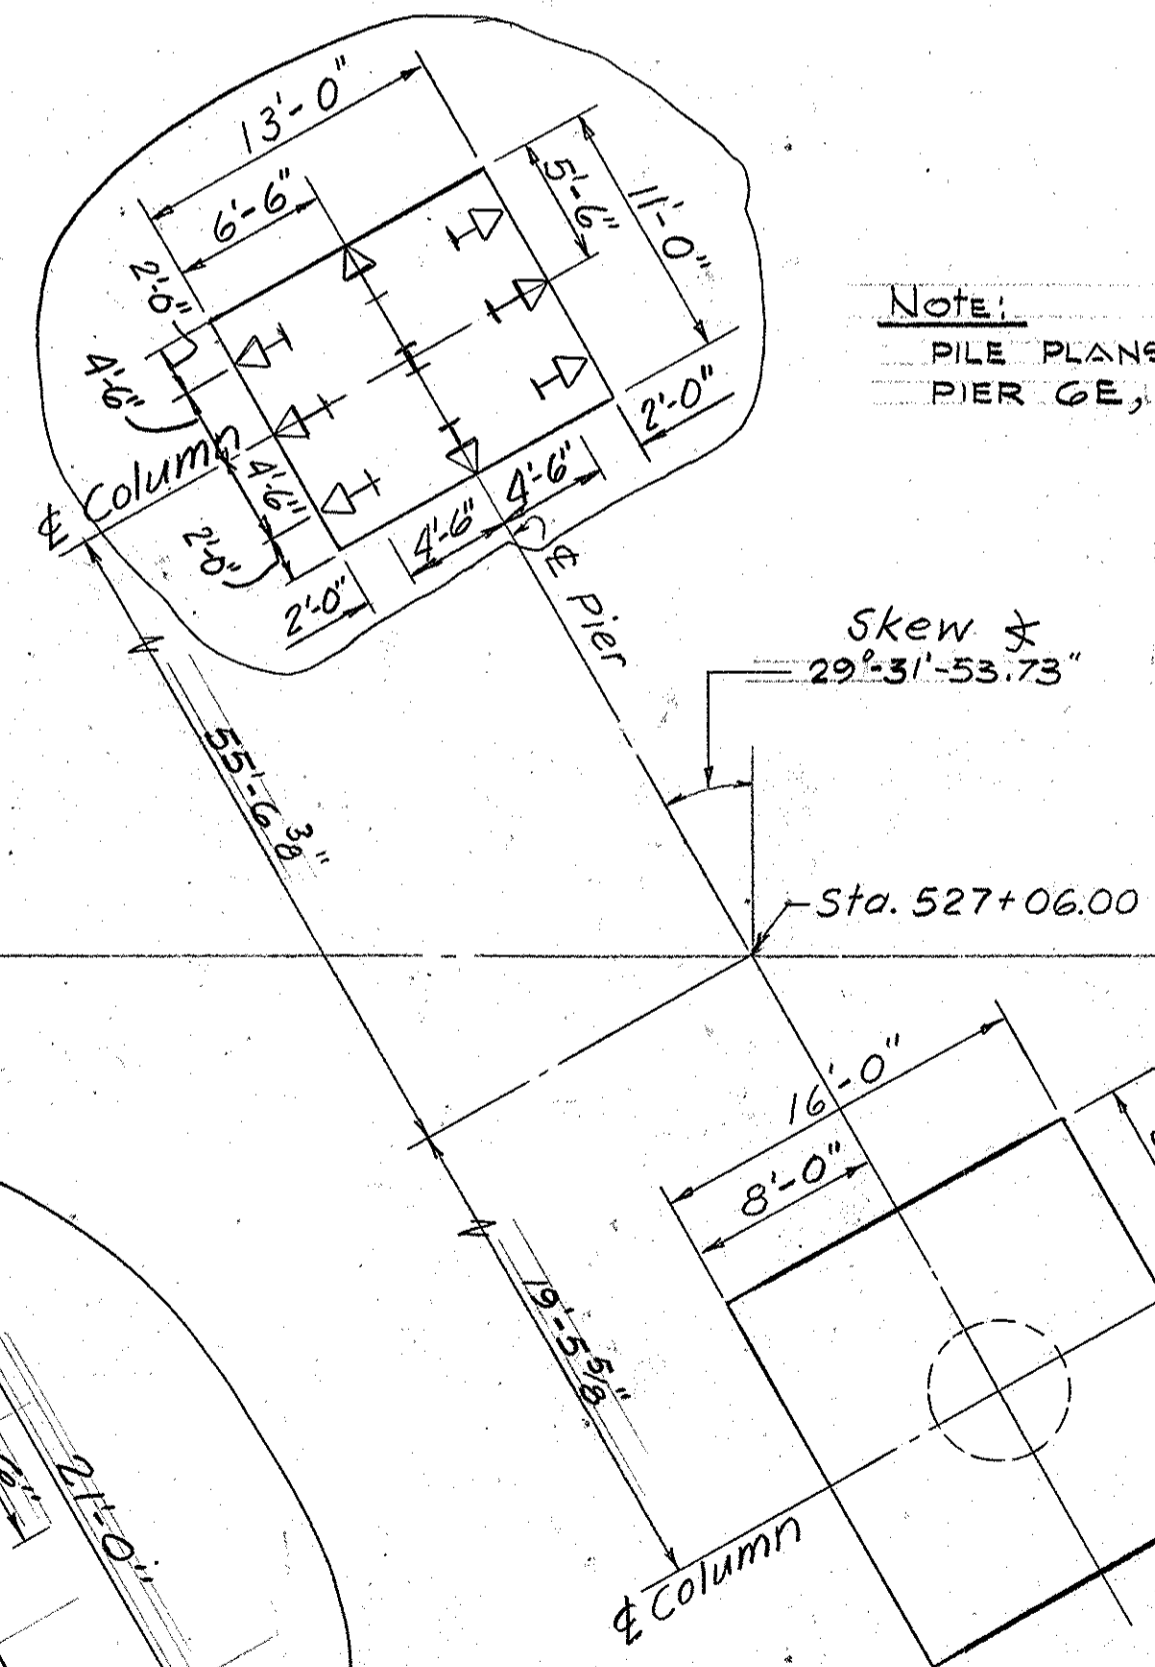 13'-0"
6'-6"
5'-6"
11'-0"
2'-0"
4'-6"
℄ Column
4'-6"
2'-0"
2'-0"
4'-6"
4'-6"
2'-0"
℄ Pier
Note:
PILE PLANS
PIER 6E,
Skew ∡
29°-31'-53.73"
55'-6 3/8"
Sta. 527+06.00
16'-0"
8'-0"
19'-5 5/8"
℄ Column
21'-0"